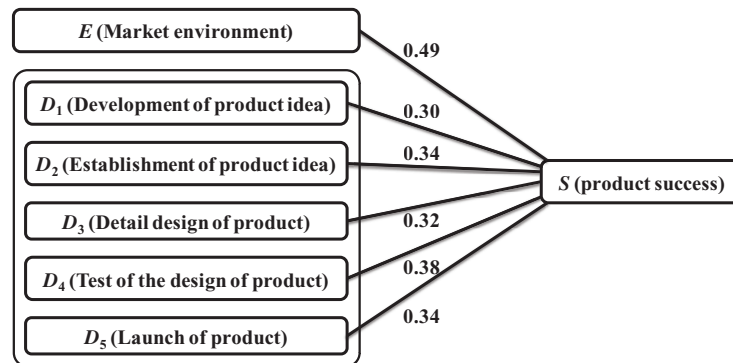 E (Market environment)
0.49
D1 (Development of product idea)
0.30
D2 (Establishment of product idea)
0.34
S (product success)
D3 (Detail design of product)
0.32
D4 (Test of the design of product)
0.38
D5 (Launch of product)
0.34